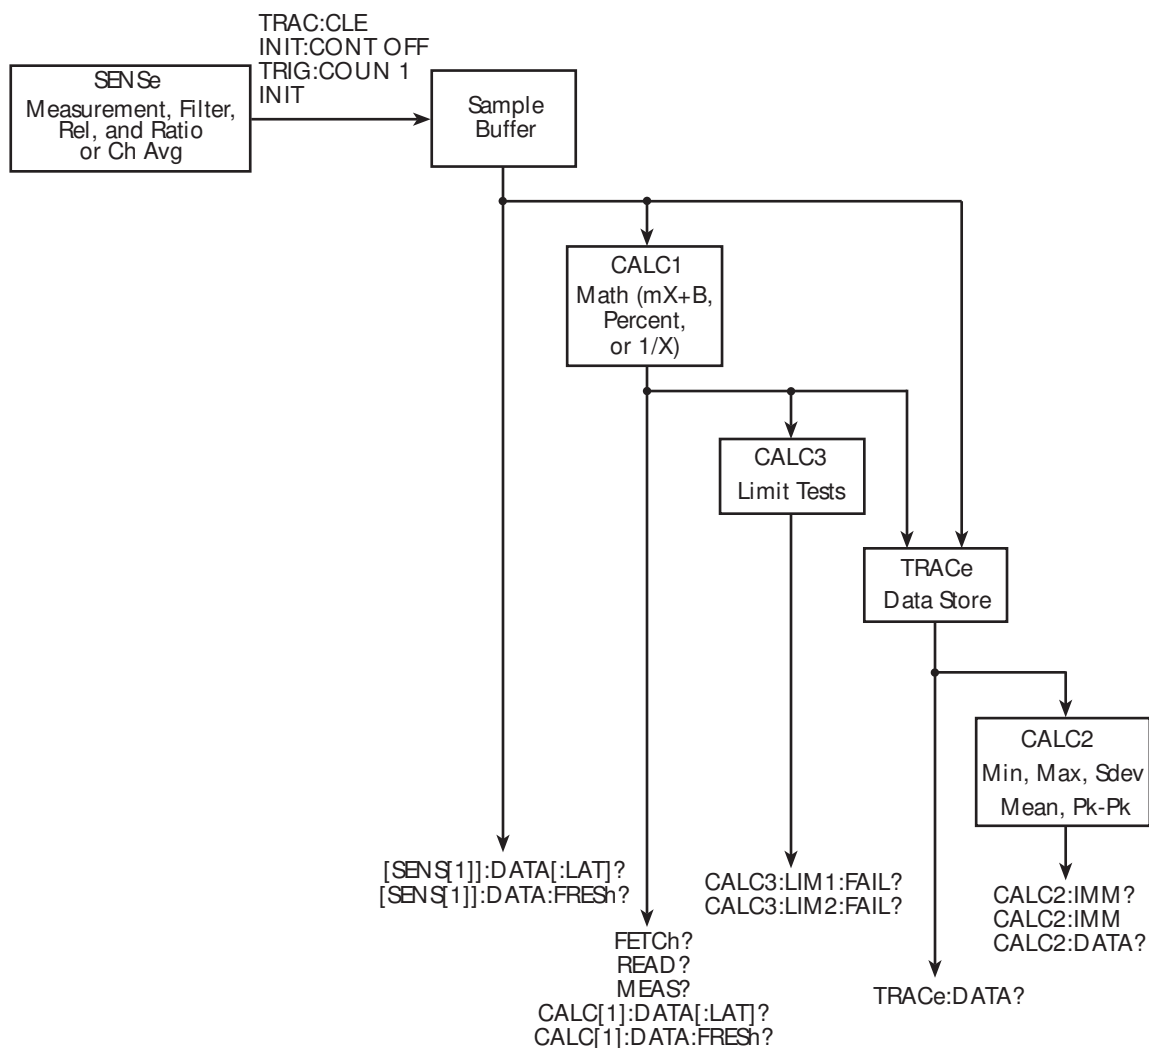 TRAC:CLE
INIT:CONT OFF
TRIG:COUN 1
INIT
SENSe
Measurement, Filter,
Rel, and Ratio
or Ch Avg
Sample
Buffer
CALC1
Math (mX+B,
Percent,
or 1/X)
CALC3
Limit Tests
TRACe
Data Store
CALC2
Min, Max, Sdev
Mean, Pk-Pk
[SENS[1]]:DATA[:LAT]?
[SENS[1]]:DATA:FRESh?
FETCh?
READ?
MEAS?
CALC[1]:DATA[:LAT]?
CALC[1]:DATA:FRESh?
CALC3:LIM1:FAIL?
CALC3:LIM2:FAIL?
TRACe:DATA?
CALC2:IMM?
CALC2:IMM
CALC2:DATA?